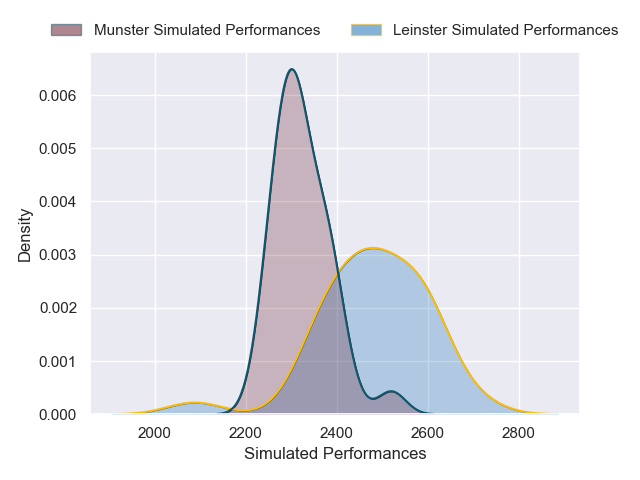 Munster Simulated Performances Leinster Simulated Performances
0.006
0.005
0.004
0.003
0.002
0.001
0.000
Density
2000 2200 2400 2600 2800
Simulated Performances